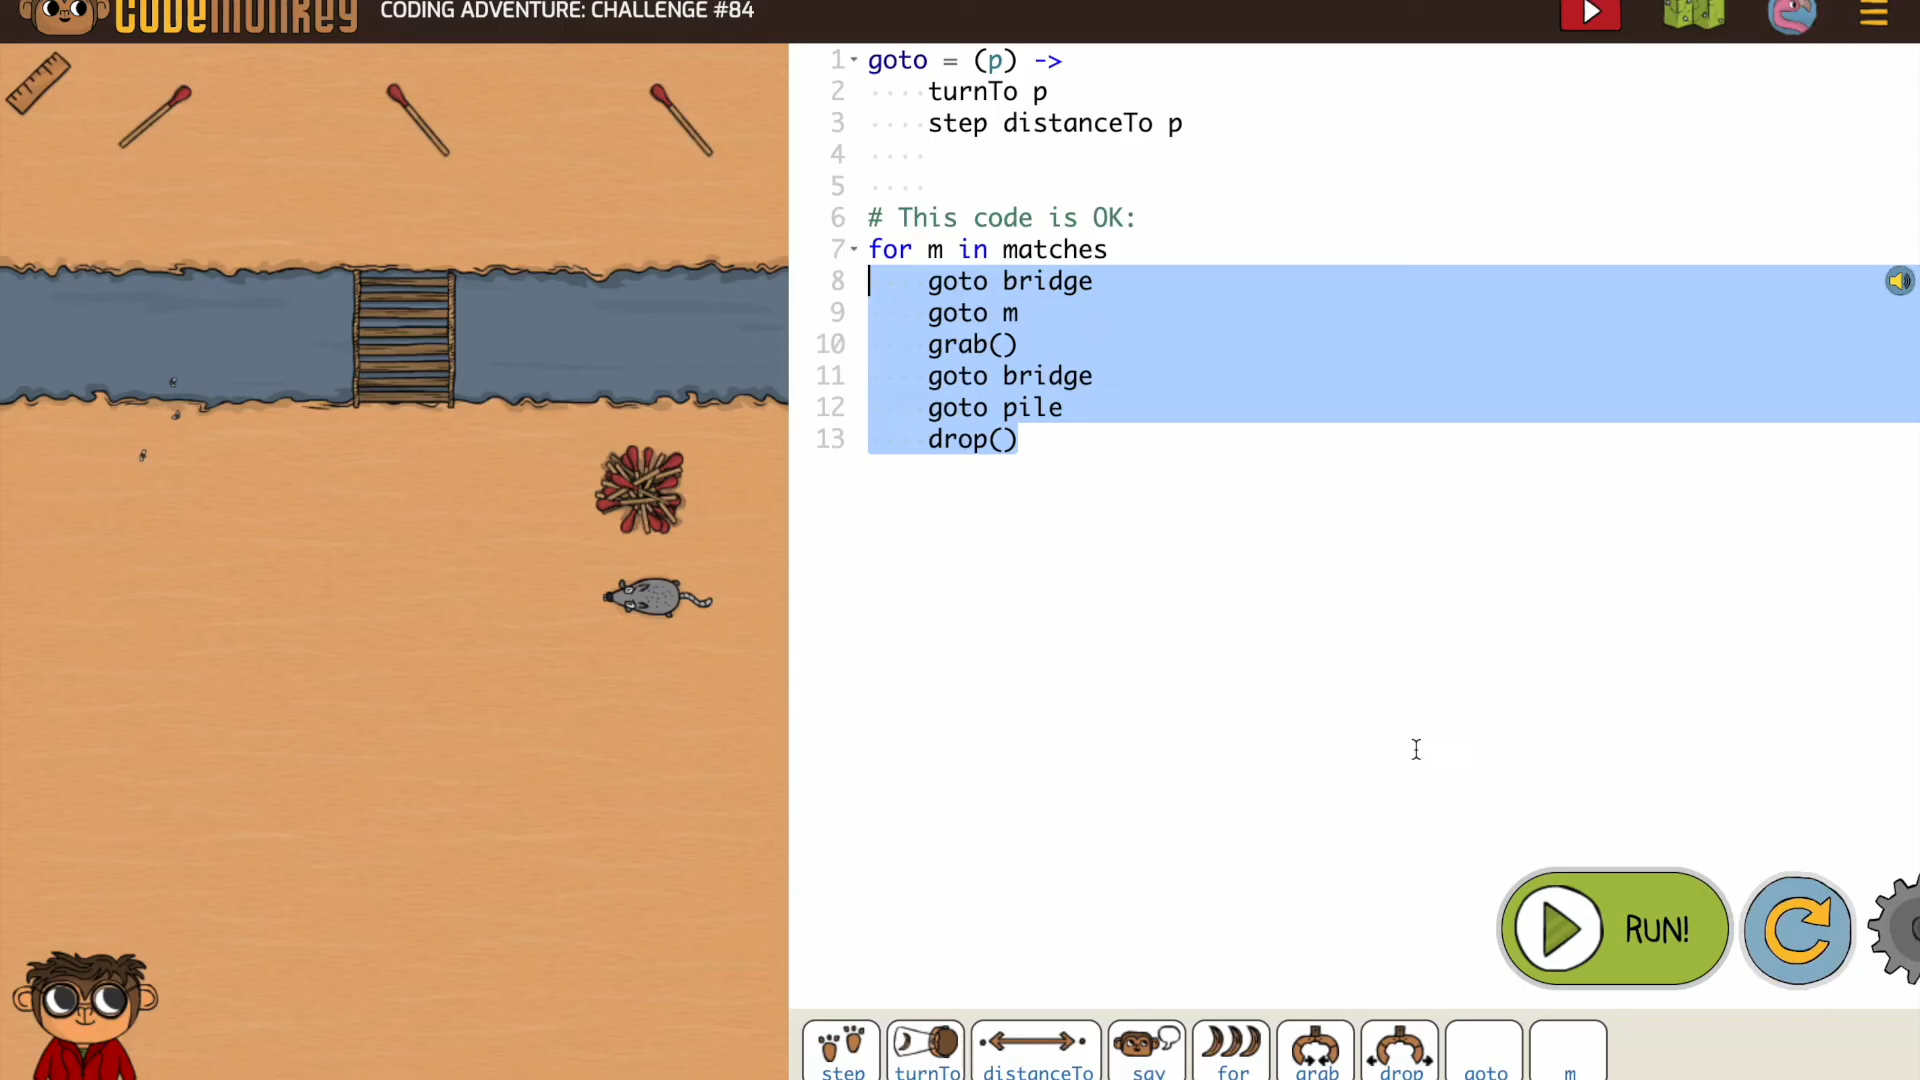 CODEMONKEY
CODING ADVENTURE: CHALLENGE #84
1 goto = (p) ->
2 turnTo p
3 step distanceTo p
4
5
6 # This code is OK:
7 for m in matches
8 goto bridge
9 goto m
10 grab()
11 goto bridge
12 goto pile
13 drop()
RUN!
step turnTo distanceTo say for grab drop goto m